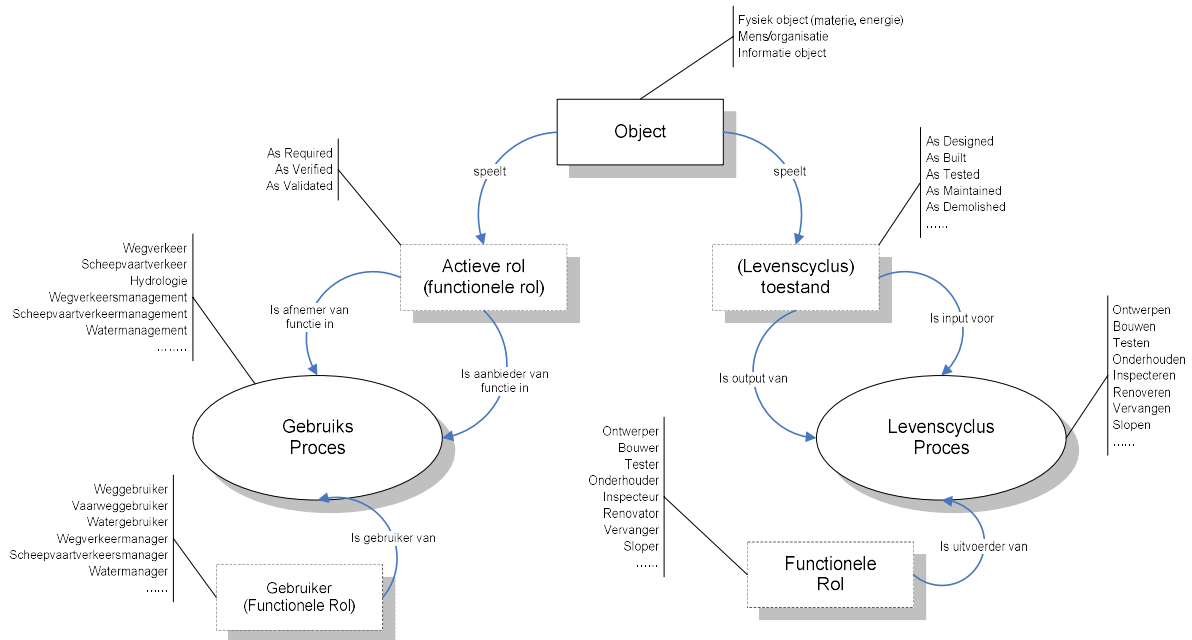 Fysiek object (materie, energie)
Mens/organisatie
Informatie object
Object
As Required
As Verified
As Validated
speelt
speelt
As Designed
As Built
As Tested
As Maintained
As Demolished
......
Wegverkeer
Scheepvaartverkeer
Hydrologie
Wegverkeersmanagement
Scheepvaartverkeermanagement
Watermanagement
........
Actieve rol
(functionele rol)
(Levenscyclus)
toestand
Is afnemer van
functie in
Is aanbieder van
functie in
Is output van
Is input voor
Ontwerpen
Bouwen
Testen
Onderhouden
Inspecteren
Renoveren
Vervangen
Slopen
......
Gebruiks
Proces
Levenscyclus
Proces
Weggebruiker
Vaarweggebruiker
Watergebruiker
Wegverkeermanager
Scheepvaartverkeersmanager
Watermanager
......
Is gebruiker van
Gebruiker
(Functionele Rol)
Ontwerper
Bouwer
Tester
Onderhouder
Inspecteur
Renovator
Vervanger
Sloper
......
Is uitvoerder van
Functionele
Rol